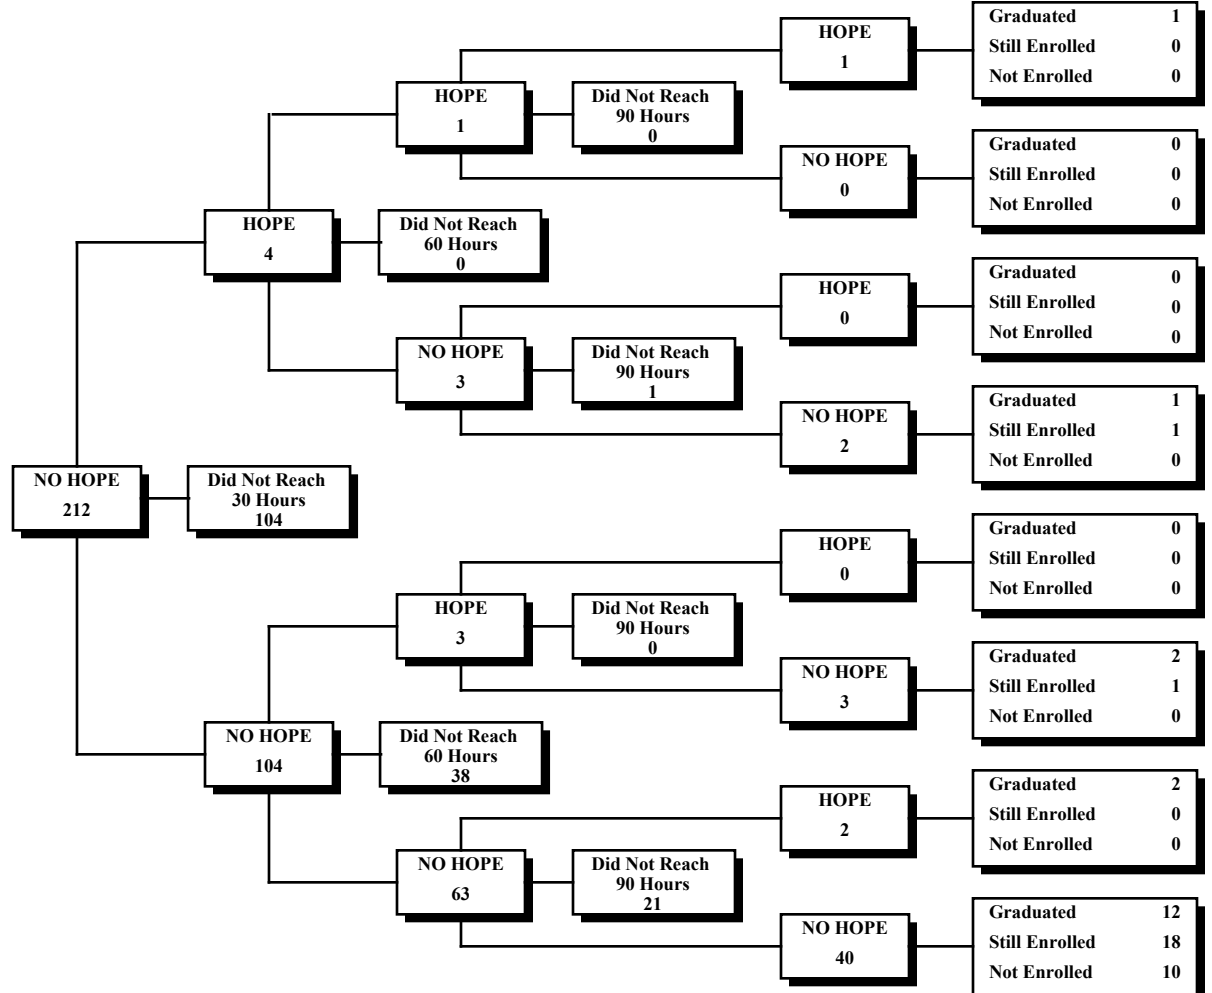 HOPE
1
Graduated 1
Still Enrolled 0
Not Enrolled 0
HOPE
1
Did Not Reach
90 Hours
0
NO HOPE
0
Graduated 0
Still Enrolled 0
Not Enrolled 0
HOPE
4
Did Not Reach
60 Hours
0
HOPE
0
Graduated 0
Still Enrolled 0
Not Enrolled 0
NO HOPE
3
Did Not Reach
90 Hours
1
NO HOPE
2
Graduated 1
Still Enrolled 1
Not Enrolled 0
NO HOPE
212
Did Not Reach
30 Hours
104
HOPE
0
Graduated 0
Still Enrolled 0
Not Enrolled 0
HOPE
3
Did Not Reach
90 Hours
0
NO HOPE
3
Graduated 2
Still Enrolled 1
Not Enrolled 0
NO HOPE
104
Did Not Reach
60 Hours
38
HOPE
2
Graduated 2
Still Enrolled 0
Not Enrolled 0
NO HOPE
63
Did Not Reach
90 Hours
21
NO HOPE
40
Graduated 12
Still Enrolled 18
Not Enrolled 10